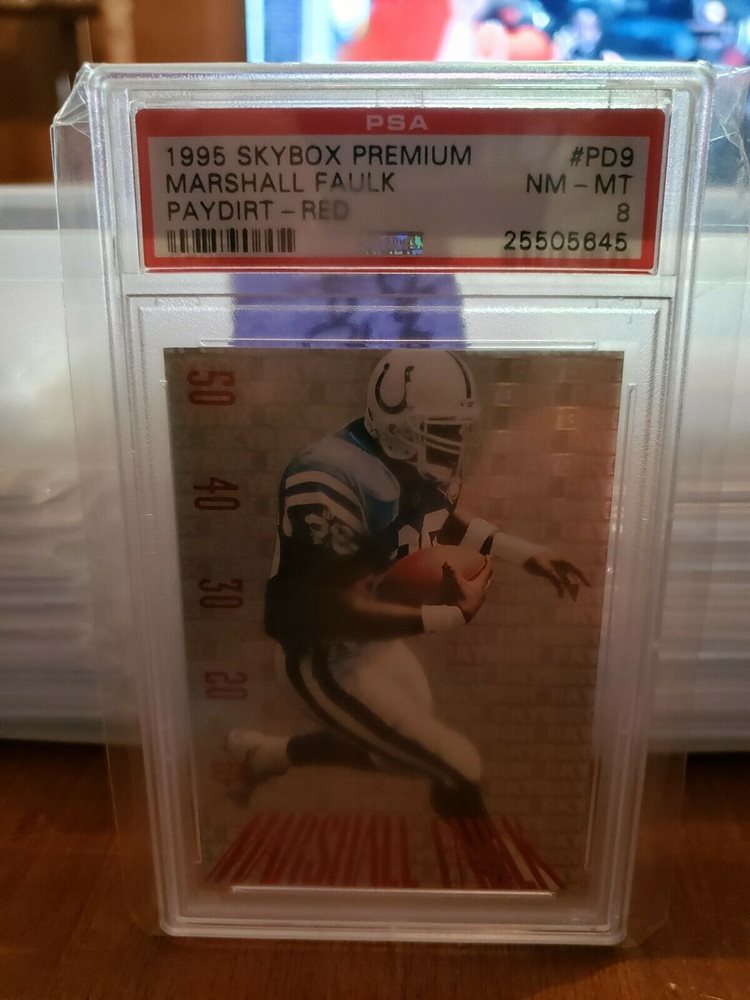 PSA
1995 SKYBOX PREMIUM #PD9
MARSHALL FAULK NM - MT
PAYDIRT - RED 8
25505645
50
40
30
20
28
MARSHALL FAULK